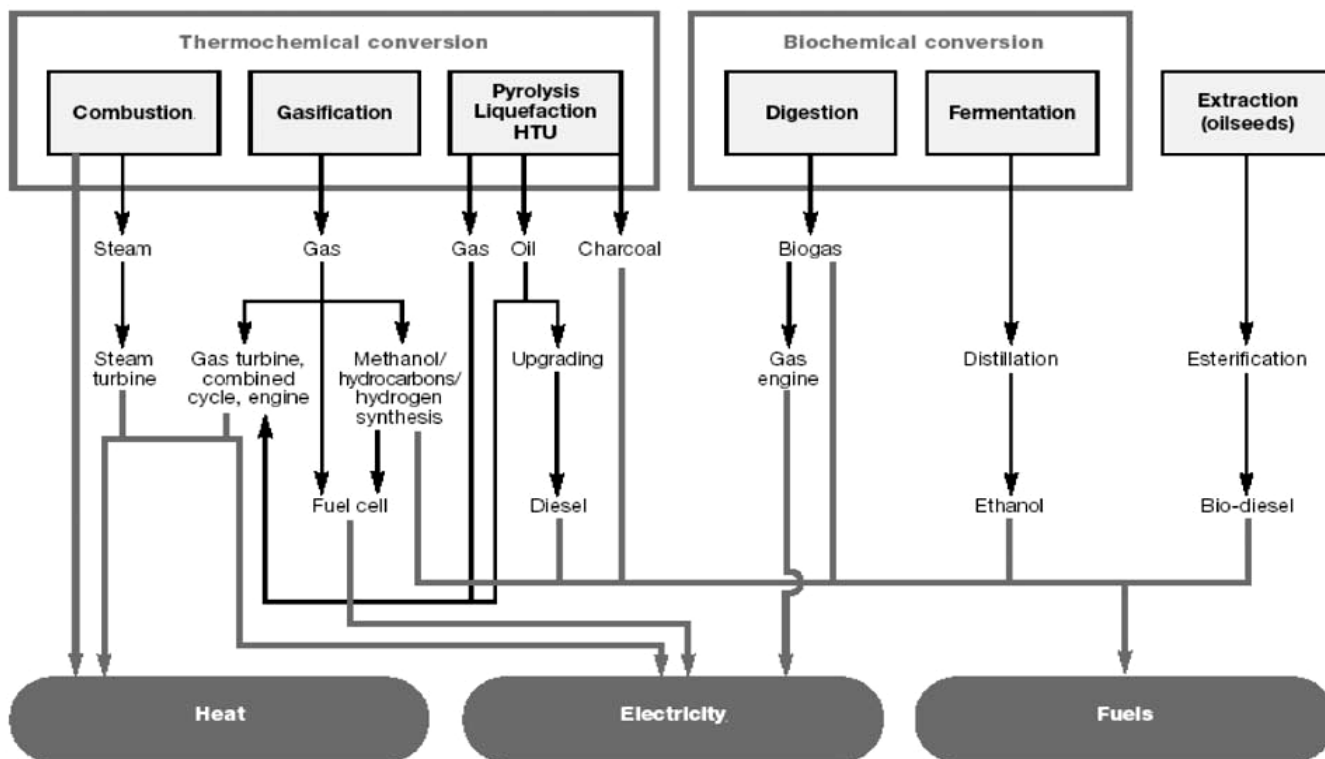 Thermochemical conversion
Biochemical conversion
Combustion
Gasification
Pyrolysis
Liquefaction
HTU
Digestion
Fermentation
Extraction
(oilseeds)
Steam
Gas
Gas
Oil
Charcoal
Biogas
Steam
turbine
Gas turbine,
combined
cycle, engine
Methanol/
hydrocarbons/
hydrogen
synthesis
Upgrading
Gas
engine
Distillation
Esterification
Fuel cell
Diesel
Ethanol
Bio-diesel
Heat
Electricity
Fuels